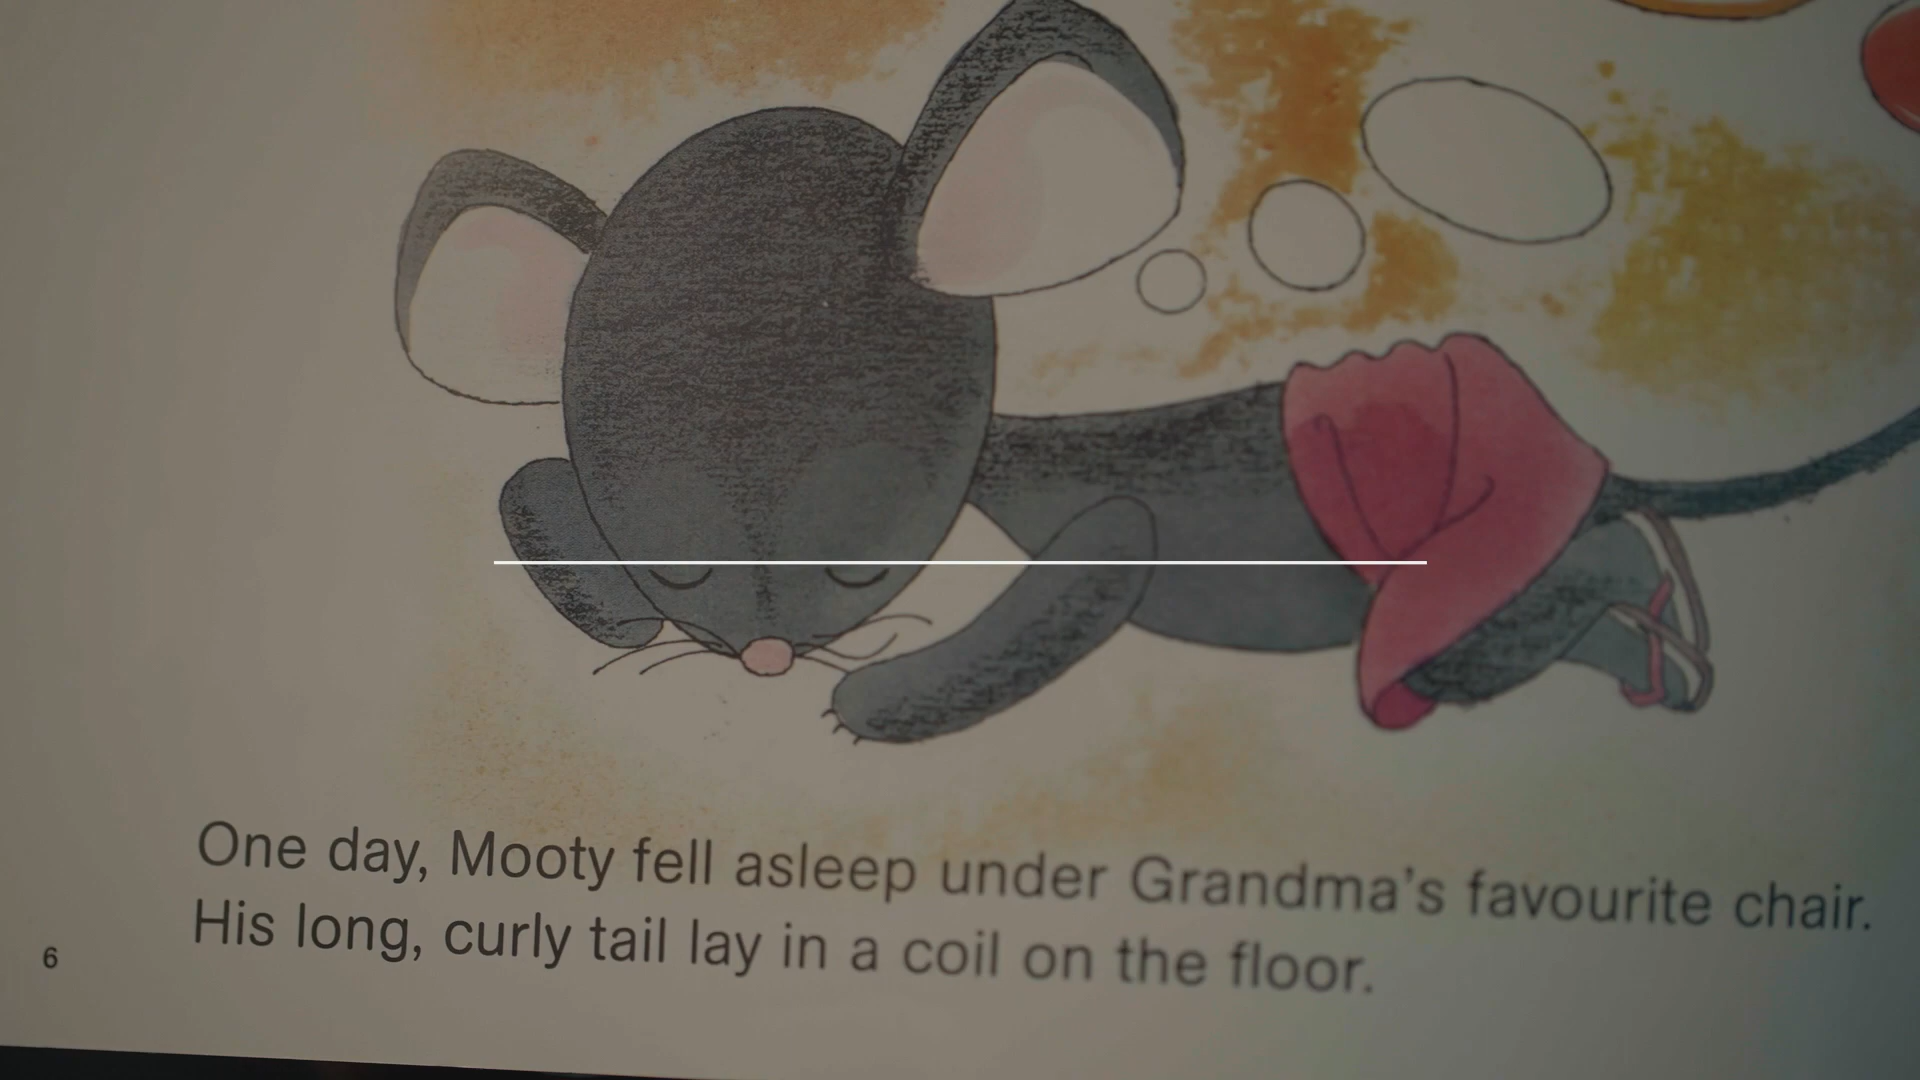 One day, Mooty fell asleep under Grandma's favourite chair.
His long, curly tail lay in a coil on the floor.
6